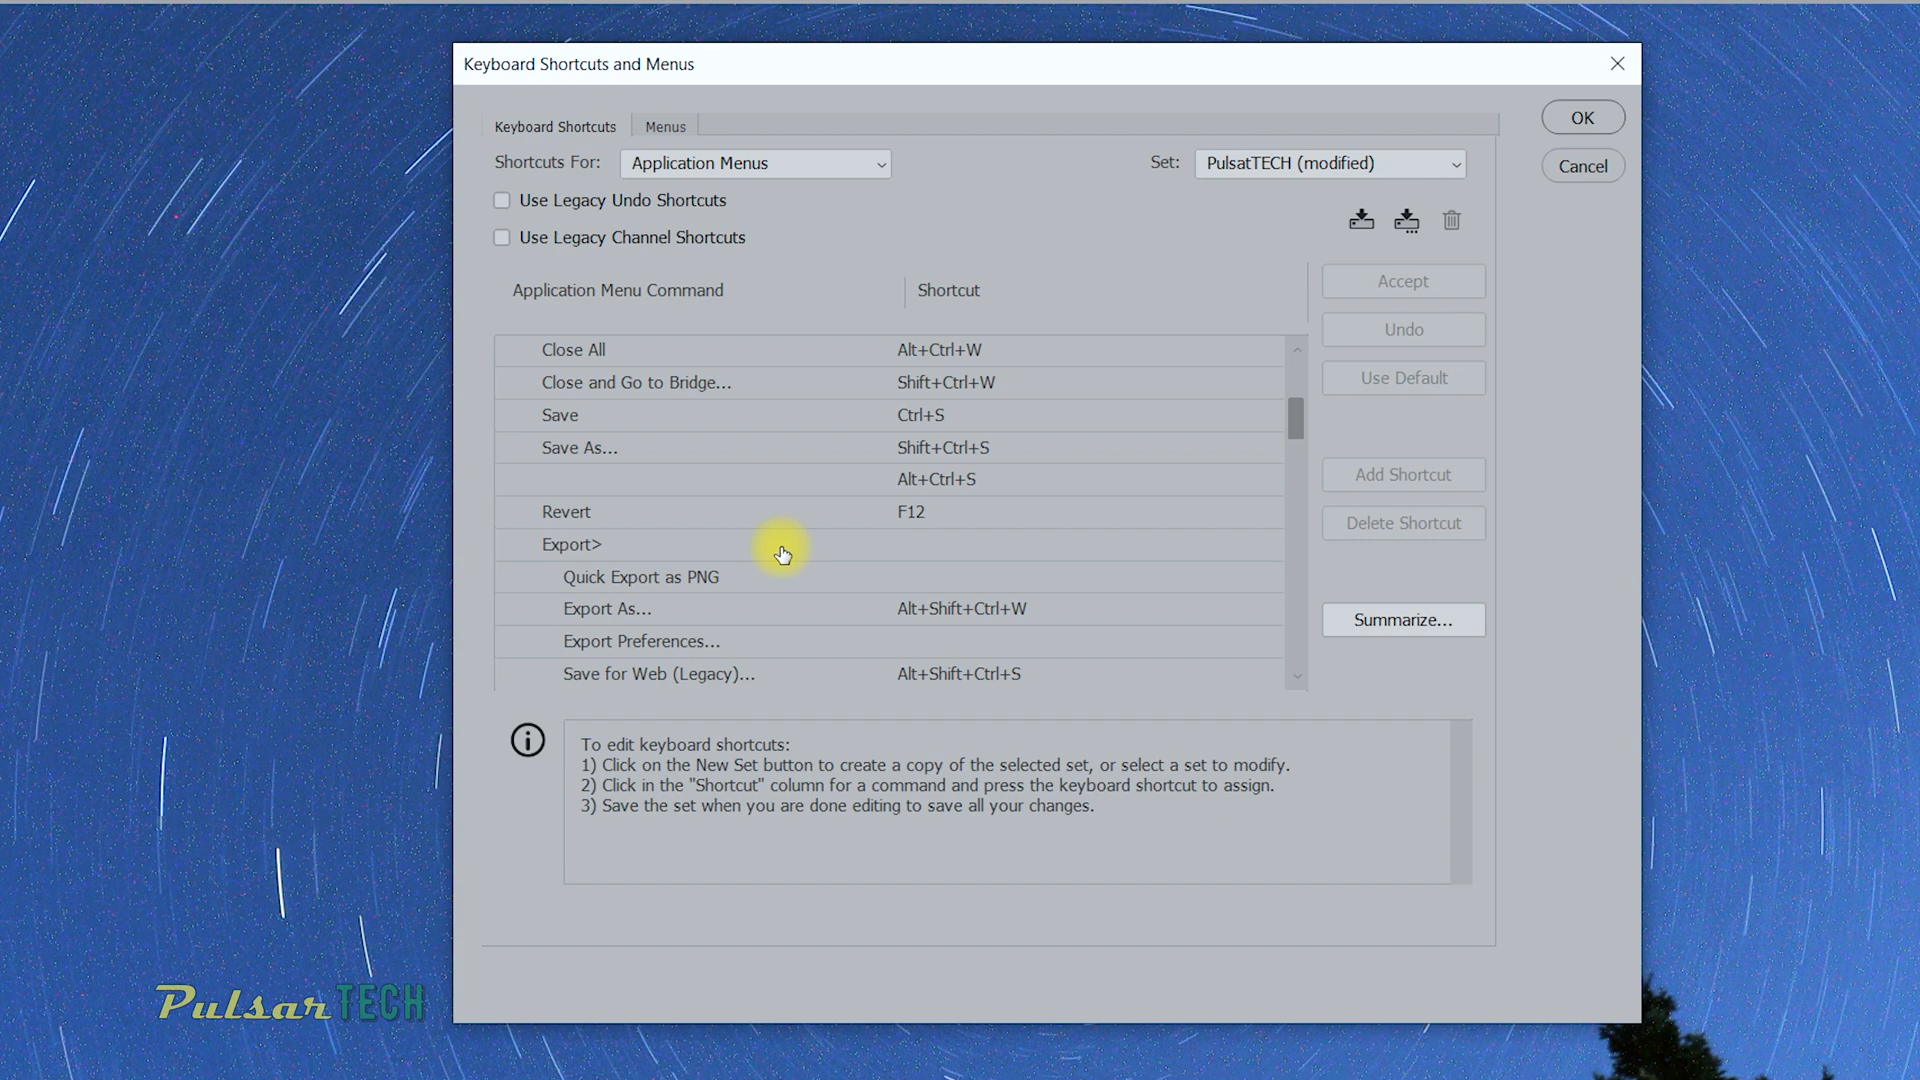 Keyboard Shortcuts and Menus
OK
Keyboard Shortcuts Menus
Shortcuts For: Application Menus Set: PulsatTECH (modified)
Cancel
Use Legacy Undo Shortcuts
Use Legacy Channel Shortcuts
Accept
Application Menu Command Shortcut
Undo
Close All Alt+Ctrl+W
Use Default
Close and Go to Bridge... Shift+Ctrl+W
Save Ctrl+S
Save As... Shift+Ctrl+S
Add Shortcut
Alt+Ctrl+S
Revert F12
Delete Shortcut
Export>
Quick Export as PNG
Export As... Alt+Shift+Ctrl+W
Summarize...
Export Preferences...
Save for Web (Legacy)... Alt+Shift+Ctrl+S
To edit keyboard shortcuts:
1) Click on the New Set button to create a copy of the selected set, or select a set to modify.
2) Click in the "Shortcut" column for a command and press the keyboard shortcut to assign.
3) Save the set when you are done editing to save all your changes.
PulsarTECH